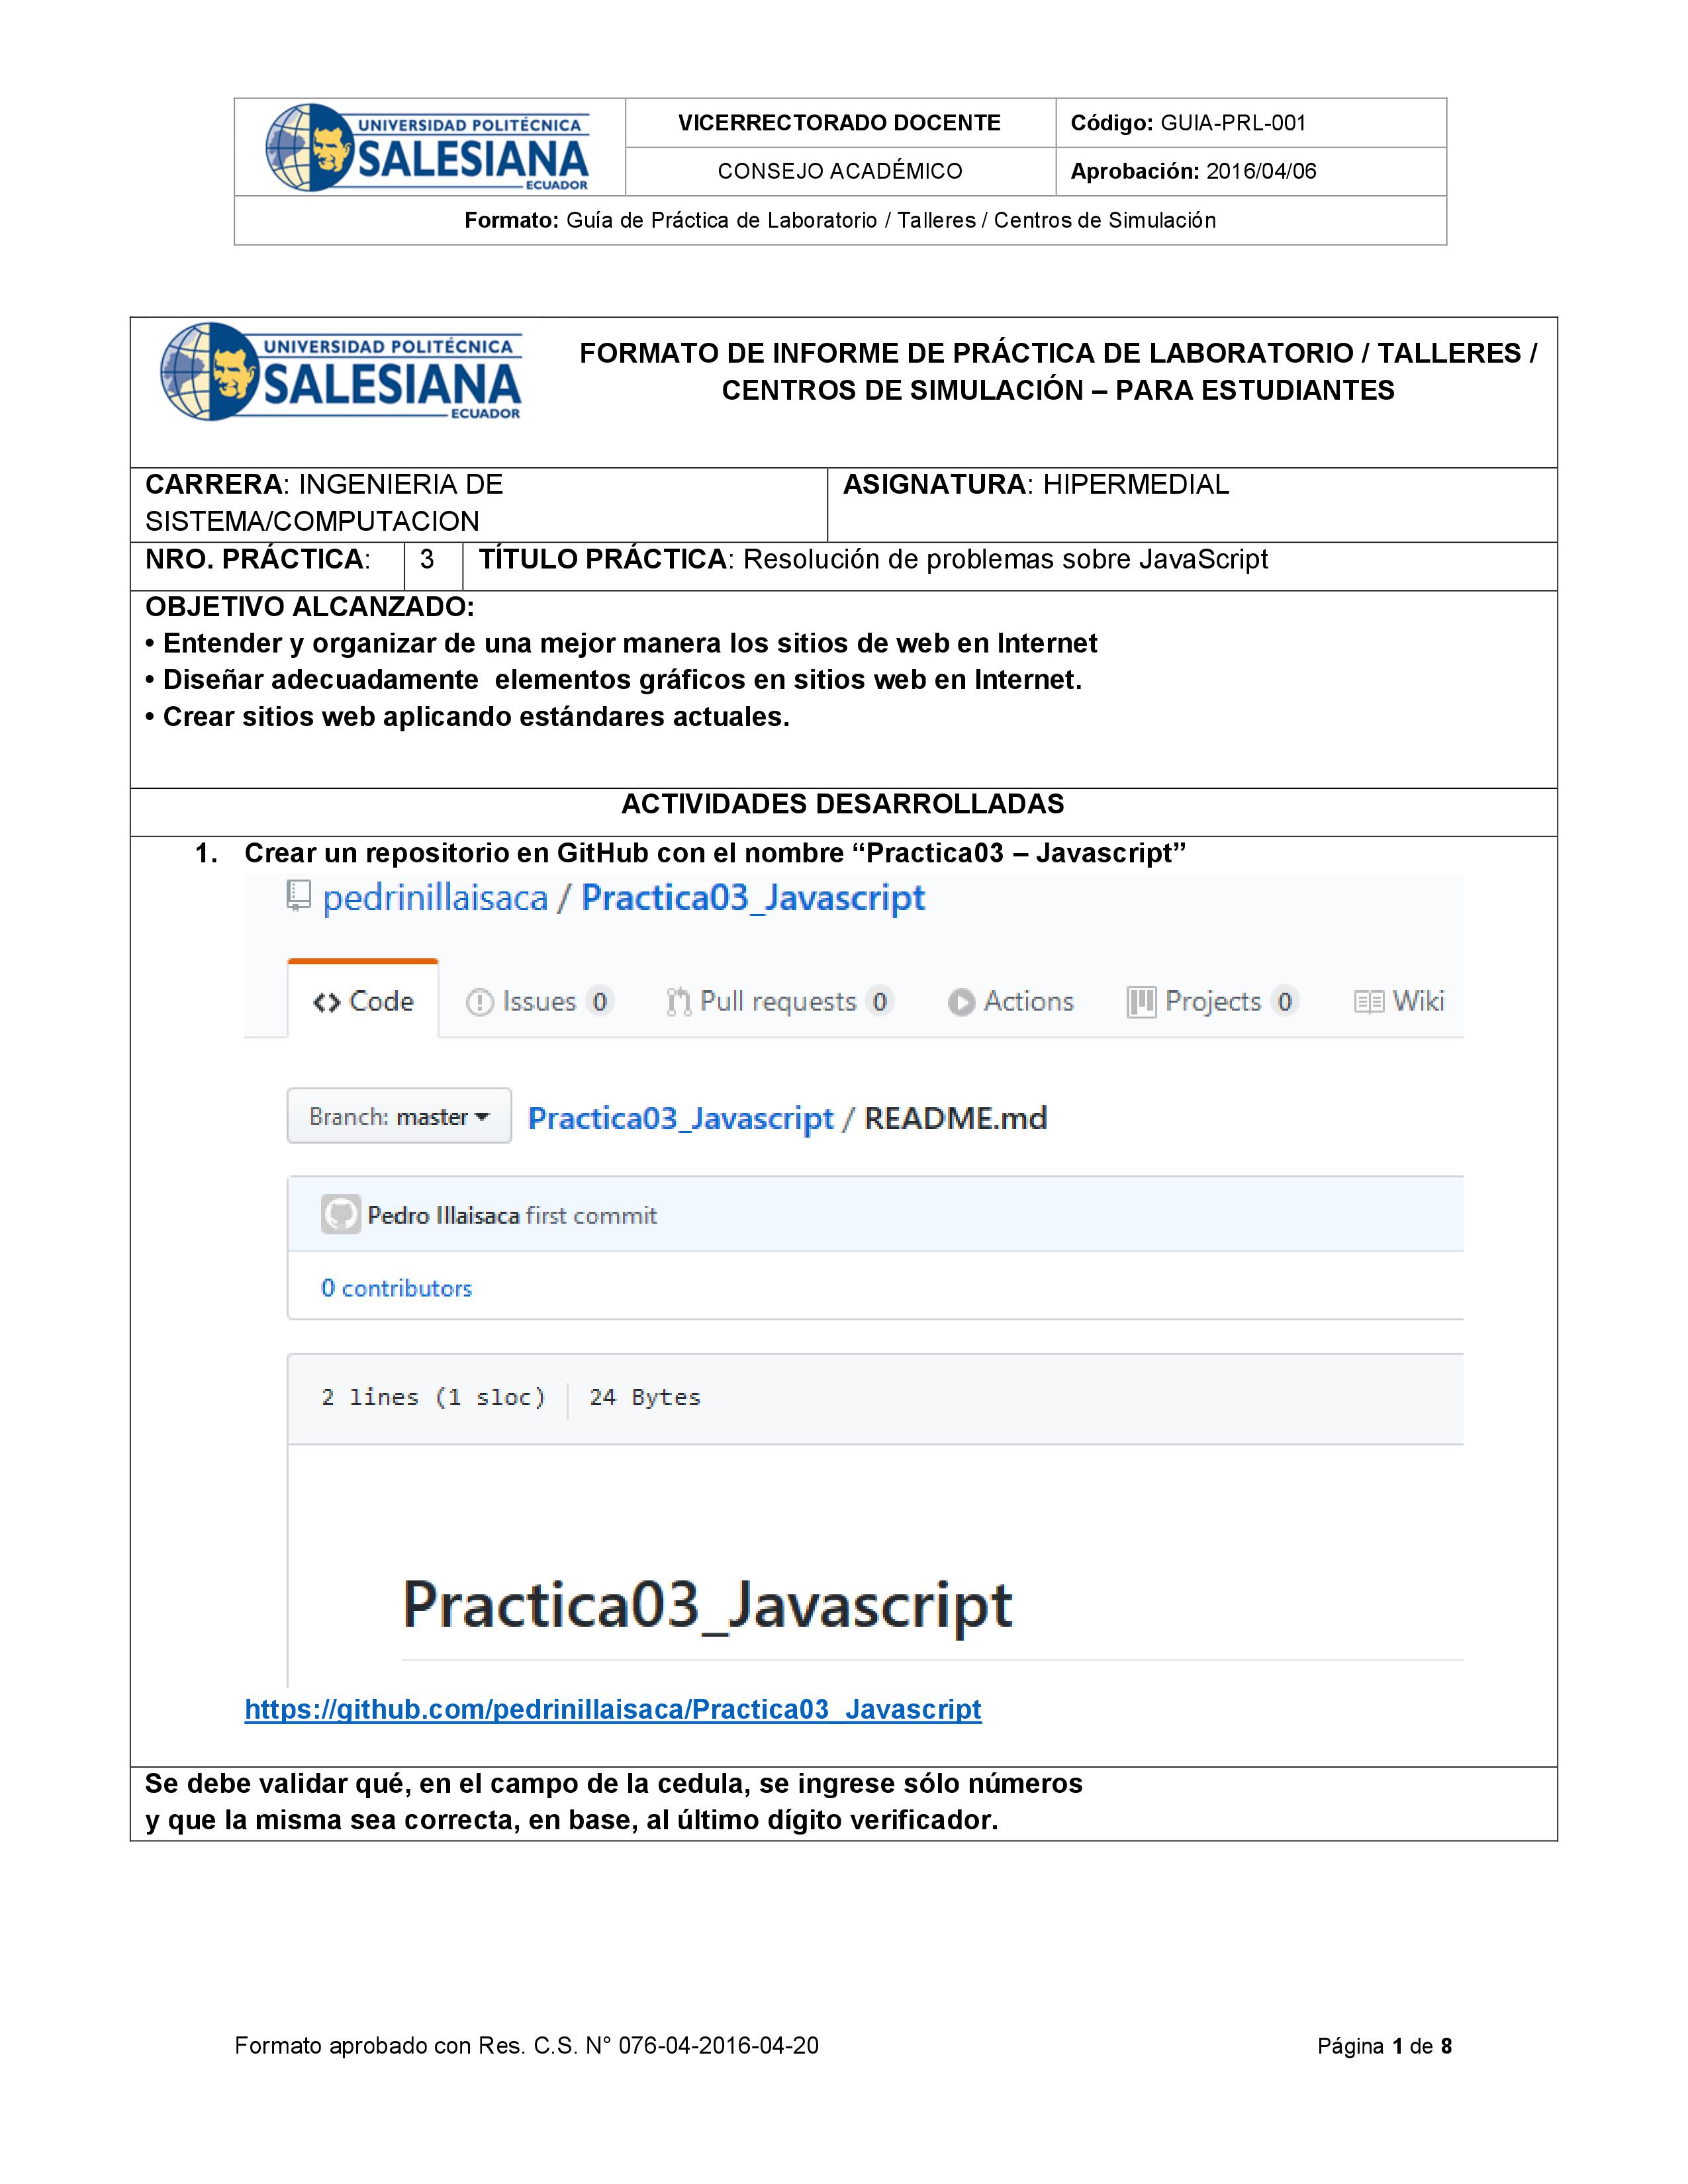 UNIVERSIDAD POLITÉCNICA
SALESIANA
ECUADOR
VICERRECTORADO DOCENTE
Código: GUIA-PRL-001
CONSEJO ACADÉMICO
Aprobación: 2016/04/06
Formato: Guía de Práctica de Laboratorio / Talleres / Centros de Simulación
UNIVERSIDAD POLITÉCNICA
SALESIANA
ECUADOR
FORMATO DE INFORME DE PRÁCTICA DE LABORATORIO / TALLERES /
CENTROS DE SIMULACIÓN – PARA ESTUDIANTES
CARRERA: INGENIERIA DE
SISTEMA/COMPUTACION
ASIGNATURA: HIPERMEDIAL
NRO. PRÁCTICA:
3
TÍTULO PRÁCTICA: Resolución de problemas sobre JavaScript
OBJETIVO ALCANZADO:
• Entender y organizar de una mejor manera los sitios de web en Internet
• Diseñar adecuadamente  elementos gráficos en sitios web en Internet.
• Crear sitios web aplicando estándares actuales.
ACTIVIDADES DESARROLLADAS
1. Crear un repositorio en GitHub con el nombre “Practica03 – Javascript”
pedrinillaisaca / Practica03_Javascript
<> Code
Issues 0
Pull requests 0
Actions
Projects 0
Wiki
Branch: master
Practica03_Javascript / README.md
Pedro Illaisaca first commit
0 contributors
2 lines (1 sloc)
24 Bytes
Practica03_Javascript
https://github.com/pedrinillaisaca/Practica03_Javascript
Se debe validar qué, en el campo de la cedula, se ingrese sólo números
y que la misma sea correcta, en base, al último dígito verificador.
Formato aprobado con Res. C.S. N° 076-04-2016-04-20
Página 1 de 8